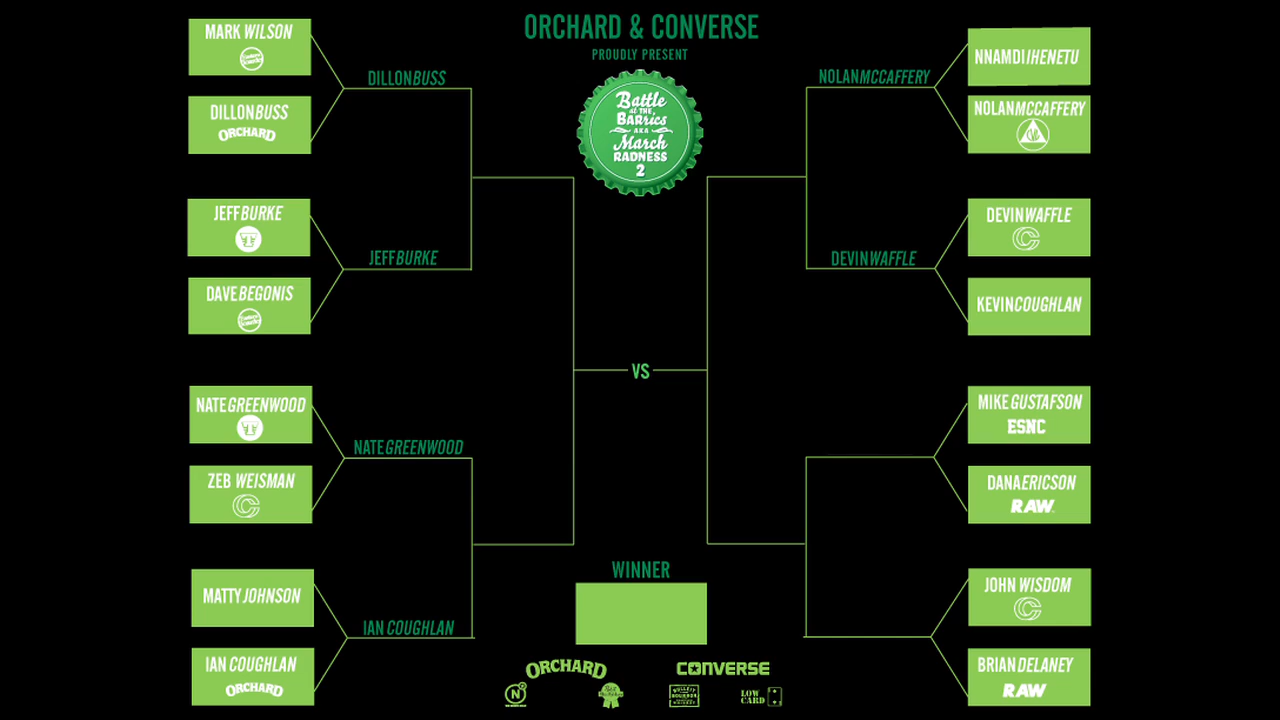 ORCHARD & CONVERSE
PROUDLY PRESENT
Battle
at THE
BARrics
AKA
March
RADNESS
2
MARK WILSON
DILLON BUSS
ORCHARD
JEFF BURKE
DAVE BEGONIS
NATE GREENWOOD
ZEB WEISMAN
MATTY JOHNSON
IAN COUGHLAN
ORCHARD
DILLON BUSS
JEFF BURKE
NATE GREENWOOD
IAN COUGHLAN
VS
WINNER
NOLAN MCCAFFERY
DEVIN WAFFLE
NNAMDI IHENETU
NOLAN MCCAFFERY
DEVIN WAFFLE
KEVIN COUGHLAN
MIKE GUSTAFSON
ESNC
DANA ERICSON
RAW
JOHN WISDOM
BRIAN DELANEY
RAW
ORCHARD
CONVERSE
N
LOW
CARD